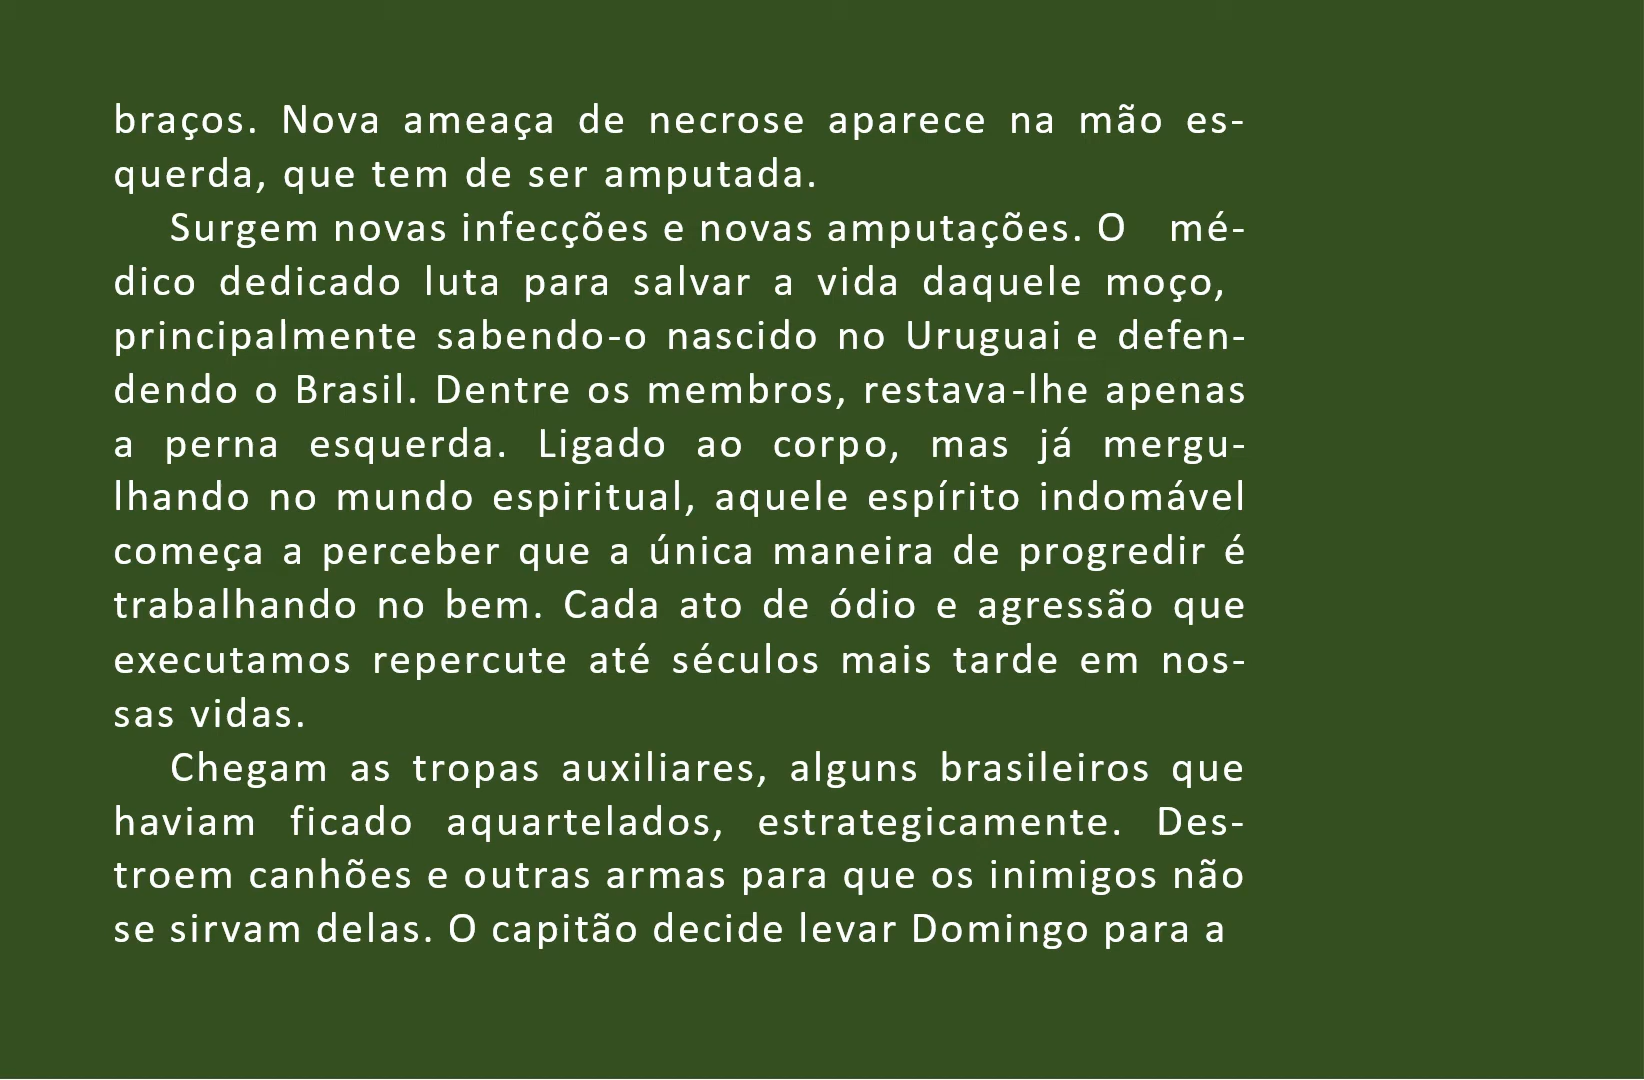 braços. Nova ameaça de necrose aparece na mão es-
querda, que tem de ser amputada.
Surgem novas infecções e novas amputações. O mé-
dico dedicado luta para salvar a vida daquele moço,
principalmente sabendo-o nascido no Uruguai e defen-
dendo o Brasil. Dentre os membros, restava-lhe apenas
a perna esquerda. Ligado ao corpo, mas já mergu-
lhando no mundo espiritual, aquele espírito indomável
começa a perceber que a única maneira de progredir é
trabalhando no bem. Cada ato de ódio e agressão que
executamos repercute até séculos mais tarde em nos-
sas vidas.
Chegam as tropas auxiliares, alguns brasileiros que
haviam ficado aquartelados, estrategicamente. Des-
troem canhões e outras armas para que os inimigos não
se sirvam delas. O capitão decide levar Domingo para a